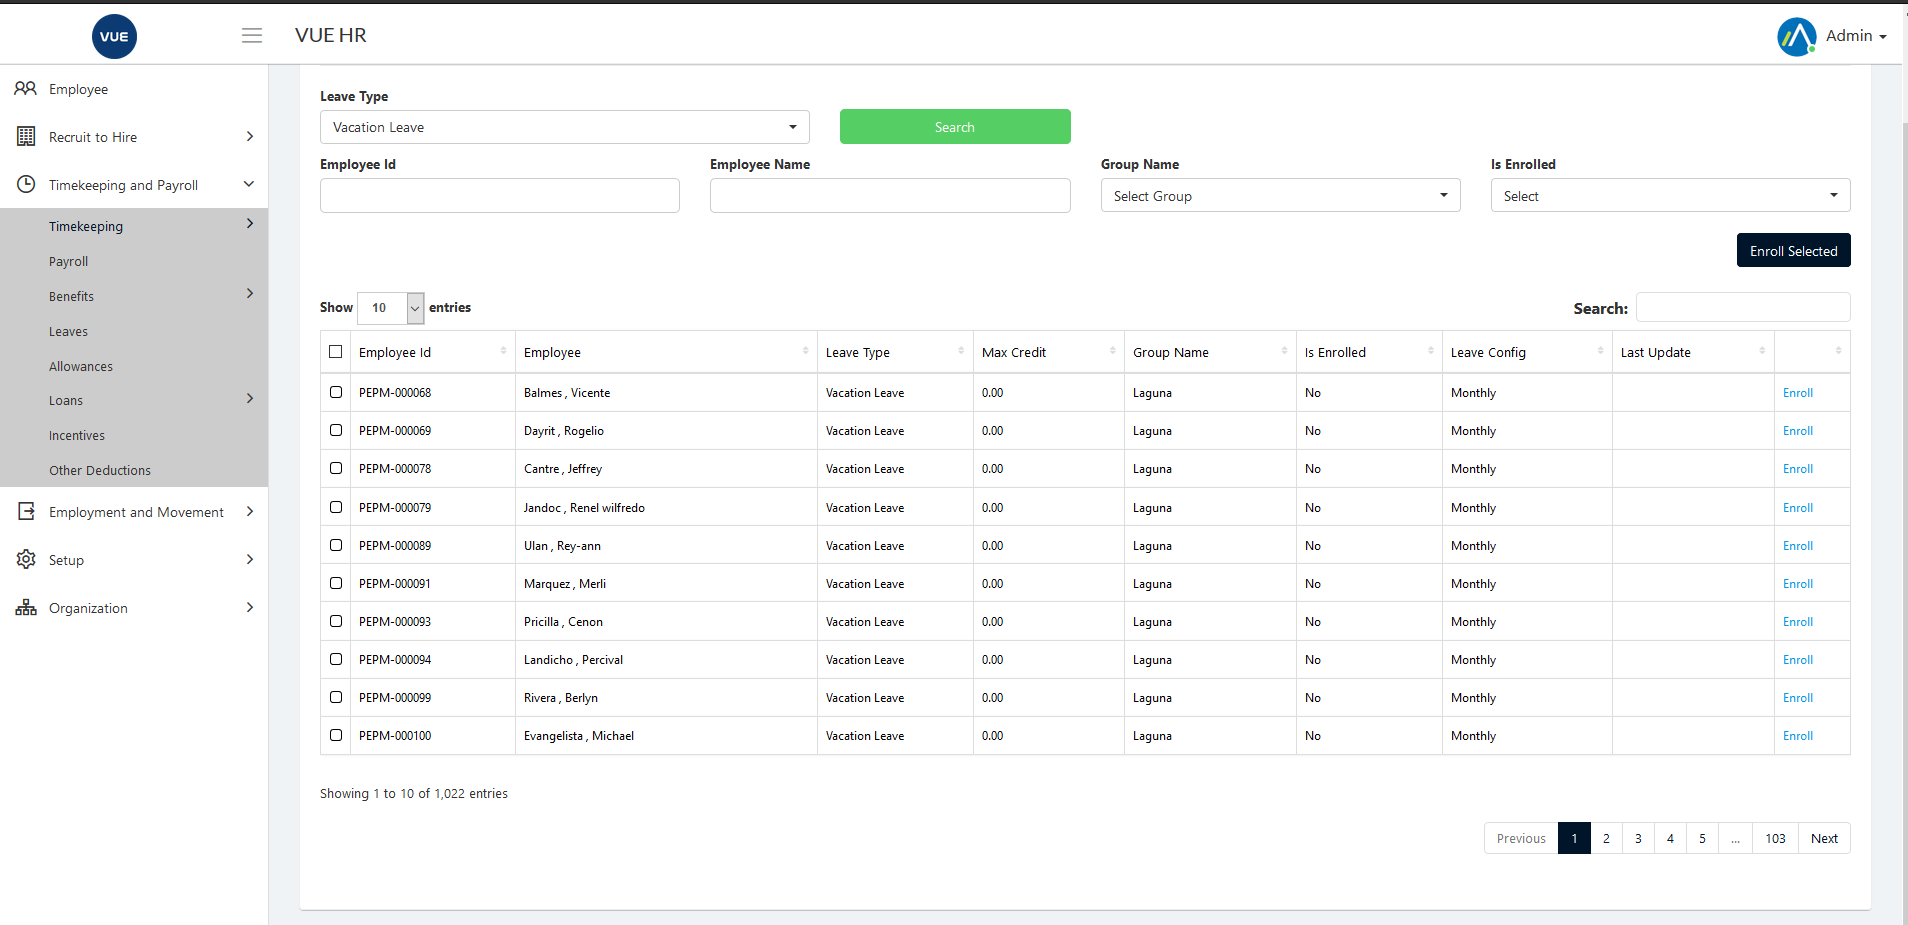 VUE
VUE HR
Admin
Employee
Recruit to Hire
Timekeeping and Payroll
Timekeeping
Payroll
Benefits
Leaves
Allowances
Loans
Incentives
Other Deductions
Employment and Movement
Setup
Organization
Leave Type
Vacation Leave
Search
Employee Id Employee Name Group Name Is Enrolled
Select Group Select
Enroll Selected
Show 10 entries Search:
Employee Id Employee Leave Type Max Credit Group Name Is Enrolled Leave Config Last Update
PEPM-000068 Balmes , Vicente Vacation Leave 0.00 Laguna No Monthly Enroll
PEPM-000069 Dayrit , Rogelio Vacation Leave 0.00 Laguna No Monthly Enroll
PEPM-000078 Cantre , Jeffrey Vacation Leave 0.00 Laguna No Monthly Enroll
PEPM-000079 Jandoc , Renel wilfredo Vacation Leave 0.00 Laguna No Monthly Enroll
PEPM-000089 Ulan , Rey-ann Vacation Leave 0.00 Laguna No Monthly Enroll
PEPM-000091 Marquez , Merli Vacation Leave 0.00 Laguna No Monthly Enroll
PEPM-000093 Pricilla , Cenon Vacation Leave 0.00 Laguna No Monthly Enroll
PEPM-000094 Landicho , Percival Vacation Leave 0.00 Laguna No Monthly Enroll
PEPM-000099 Rivera , Berlyn Vacation Leave 0.00 Laguna No Monthly Enroll
PEPM-000100 Evangelista , Michael Vacation Leave 0.00 Laguna No Monthly Enroll
Showing 1 to 10 of 1,022 entries
Previous 1 2 3 4 5 ... 103 Next